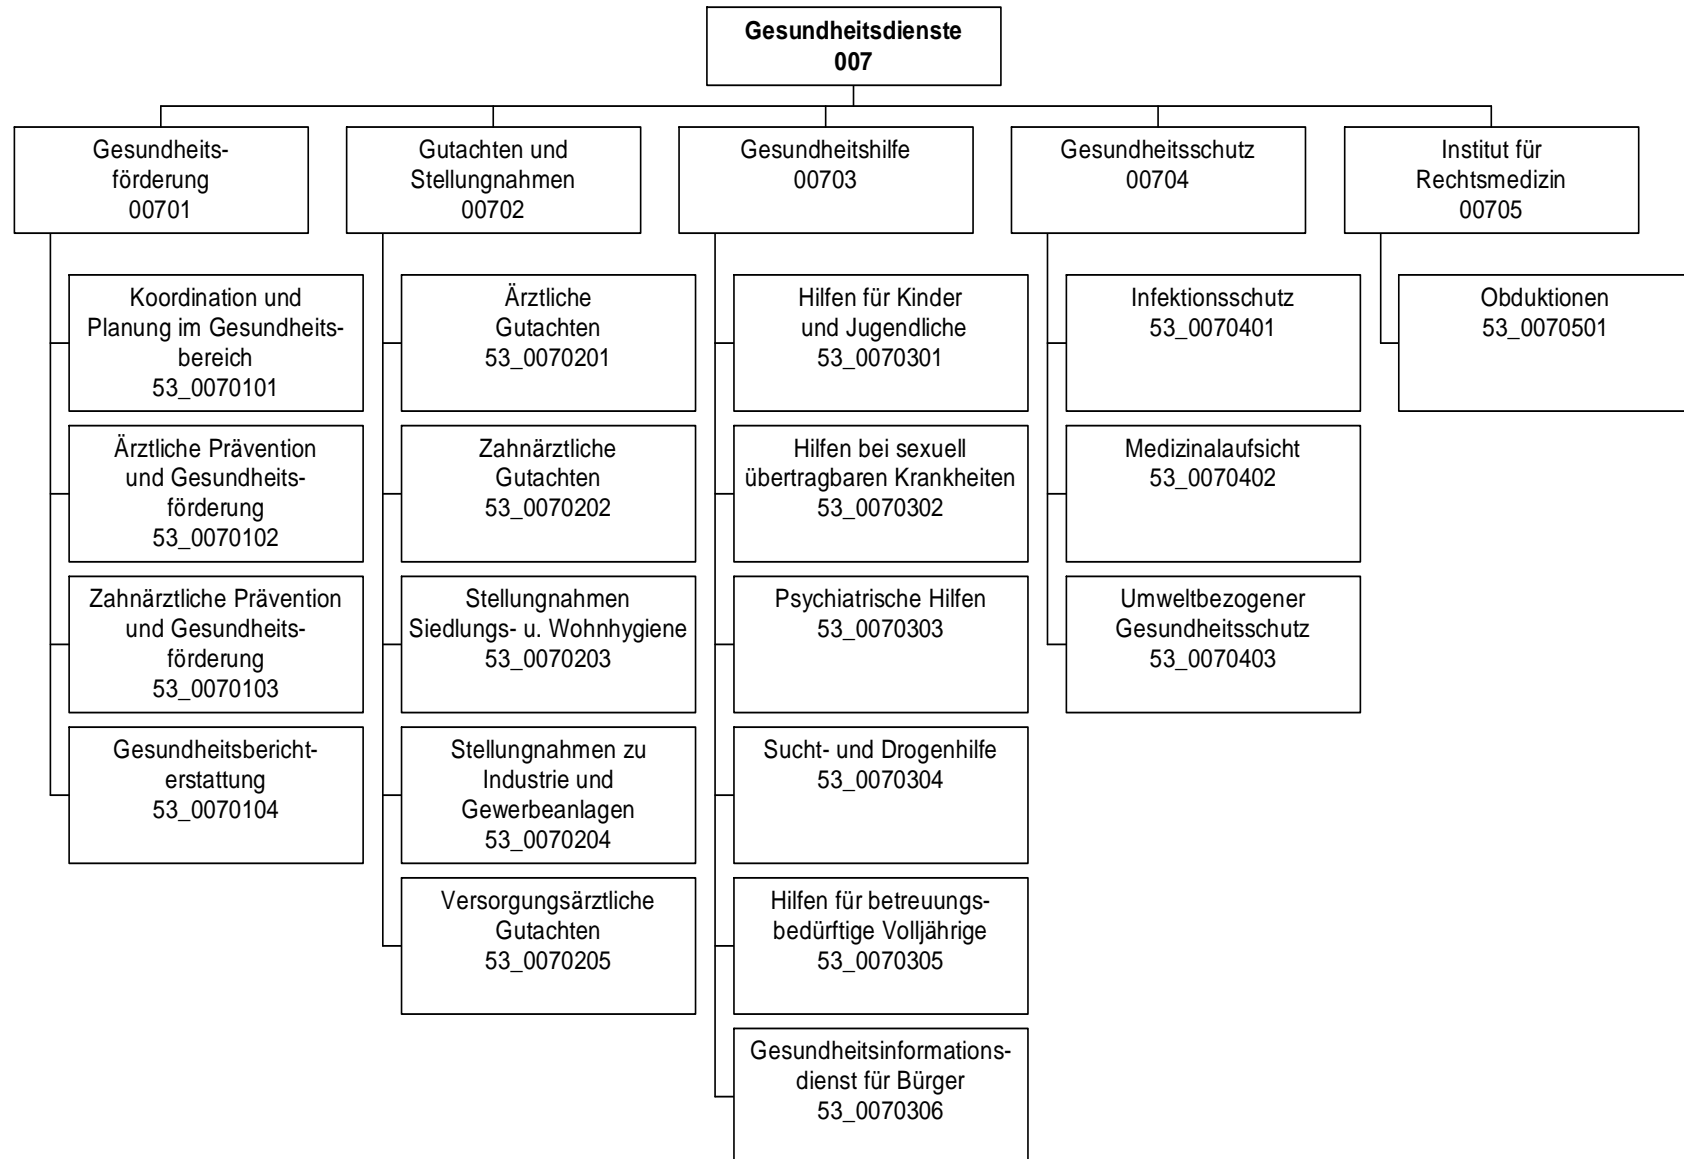 Gesundheitsdienste
007
Gesundheits-
förderung
00701
Koordination und
Planung im Gesundheits-
bereich
53_0070101
Ärztliche Prävention
und Gesundheits-
förderung
53_0070102
Zahnärztliche Prävention
und Gesundheits-
förderung
53_0070103
Gesundheitsbericht-
erstattung
53_0070104
Gutachten und
Stellungnahmen
00702
Ärztliche
Gutachten
53_0070201
Zahnärztliche
Gutachten
53_0070202
Stellungnahmen
Siedlungs- u. Wohnhygiene
53_0070203
Stellungnahmen zu
Industrie und
Gewerbeanlagen
53_0070204
Versorgungsärztliche
Gutachten
53_0070205
Gesundheitshilfe
00703
Hilfen für Kinder
und Jugendliche
53_0070301
Hilfen bei sexuell
übertragbaren Krankheiten
53_0070302
Psychiatrische Hilfen
53_0070303
Sucht- und Drogenhilfe
53_0070304
Hilfen für betreuungs-
bedürftige Volljährige
53_0070305
Gesundheitsinformations-
dienst für Bürger
53_0070306
Gesundheitsschutz
00704
Infektionsschutz
53_0070401
Medizinalaufsicht
53_0070402
Umweltbezogener
Gesundheitsschutz
53_0070403
Institut für
Rechtsmedizin
00705
Obduktionen
53_0070501